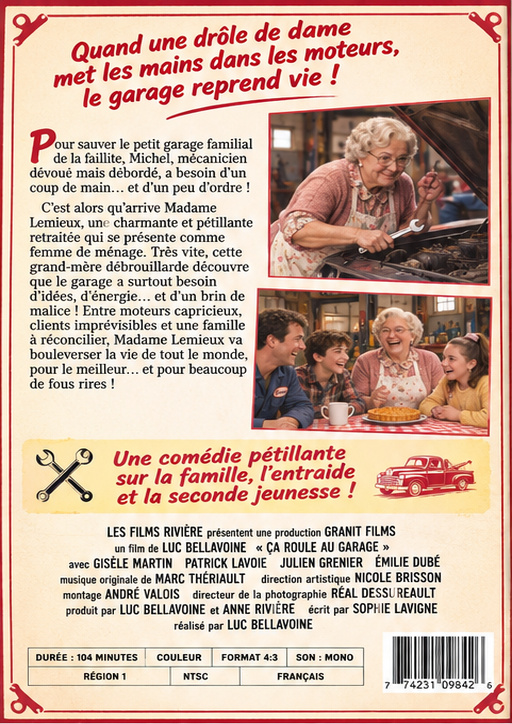 Quand une drôle de dame
met les mains dans les moteurs,
le garage reprend vie !
Pour sauver le petit garage familial
de la faillite, Michel, mécanicien
dévoué mais débordé, a besoin d’un
coup de main… et d’un peu d’ordre !
C’est alors qu’arrive Madame
Lemieux, une charmante et pétillante
retraitée qui se présente comme
femme de ménage. Très vite, cette
grand-mère débrouillarde découvre
que le garage a surtout besoin
d’idées, d’énergie… et d’un brin de
malice ! Entre moteurs capricieux,
clients imprévisibles et une famille
à réconcilier, Madame Lemieux va
bouleverser la vie de tout le monde,
pour le meilleur… et pour beaucoup
de fous rires !
Une comédie pétillante
sur la famille, l’entraide
et la seconde jeunesse !
LES FILMS RIVIÈRE présentent une production GRANIT FILMS
un film de LUC BELLAVOINE « ÇA ROULE AU GARAGE »
avec GISÈLE MARTIN PATRICK LAVOIE JULIEN GRENIER ÉMILIE DUBÉ
musique originale de MARC THÉRIAULT direction artistique NICOLE BRISSON
montage ANDRÉ VALOIS directeur de la photographie RÉAL DESSUREAULT
produit par LUC BELLAVOINE et ANNE RIVIÈRE écrit par SOPHIE LAVIGNE
réalisé par LUC BELLAVOINE
DURÉE : 104 MINUTES COULEUR FORMAT 4:3 SON : MONO
RÉGION 1 NTSC FRANÇAIS
7 74231 09842 6